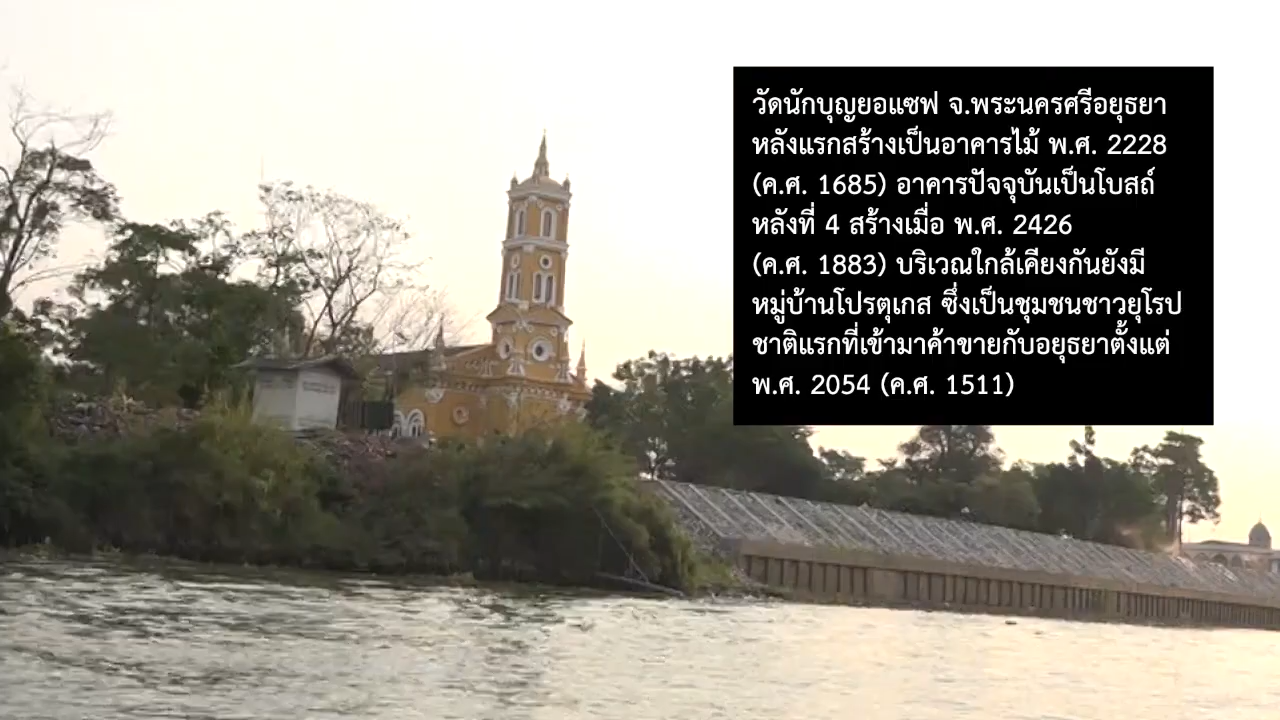 วัดนักบุญยอแซฟ จ.พระนครศรีอยุธยา
หลังแรกสร้างเป็นอาคารไม้ พ.ศ. 2228
(ค.ศ. 1685) อาคารปัจจุบันเป็นโบสถ์
หลังที่ 4 สร้างเมื่อ พ.ศ. 2426
(ค.ศ. 1883) บริเวณใกล้เคียงกันยังมี
หมู่บ้านโปรตุเกส ซึ่งเป็นชุมชนชาวยุโรป
ชาติแรกที่เข้ามาค้าขายกับอยุธยาตั้งแต่
พ.ศ. 2054 (ค.ศ. 1511)